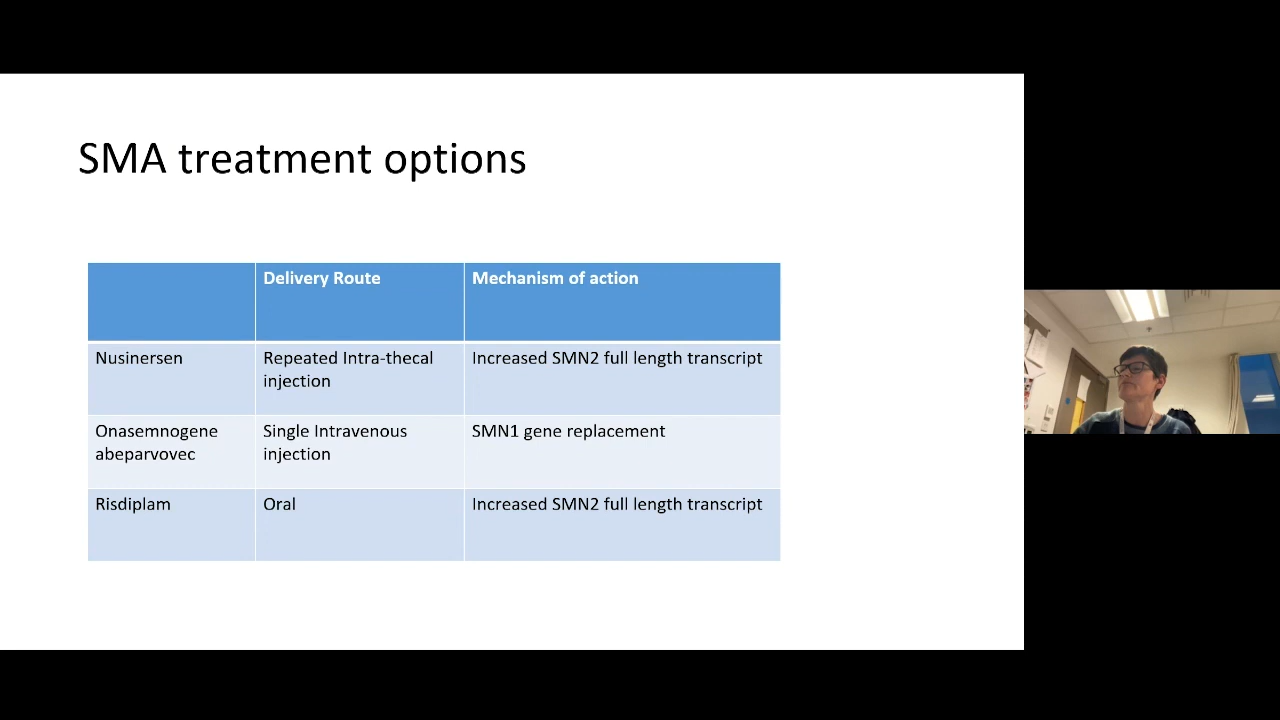 SMA treatment options
Delivery Route
Mechanism of action
Nusinersen
Repeated Intra-thecal
injection
Increased SMN2 full length transcript
Onasemnogene
abeparvovec
Single Intravenous
injection
SMN1 gene replacement
Risdiplam
Oral
Increased SMN2 full length transcript